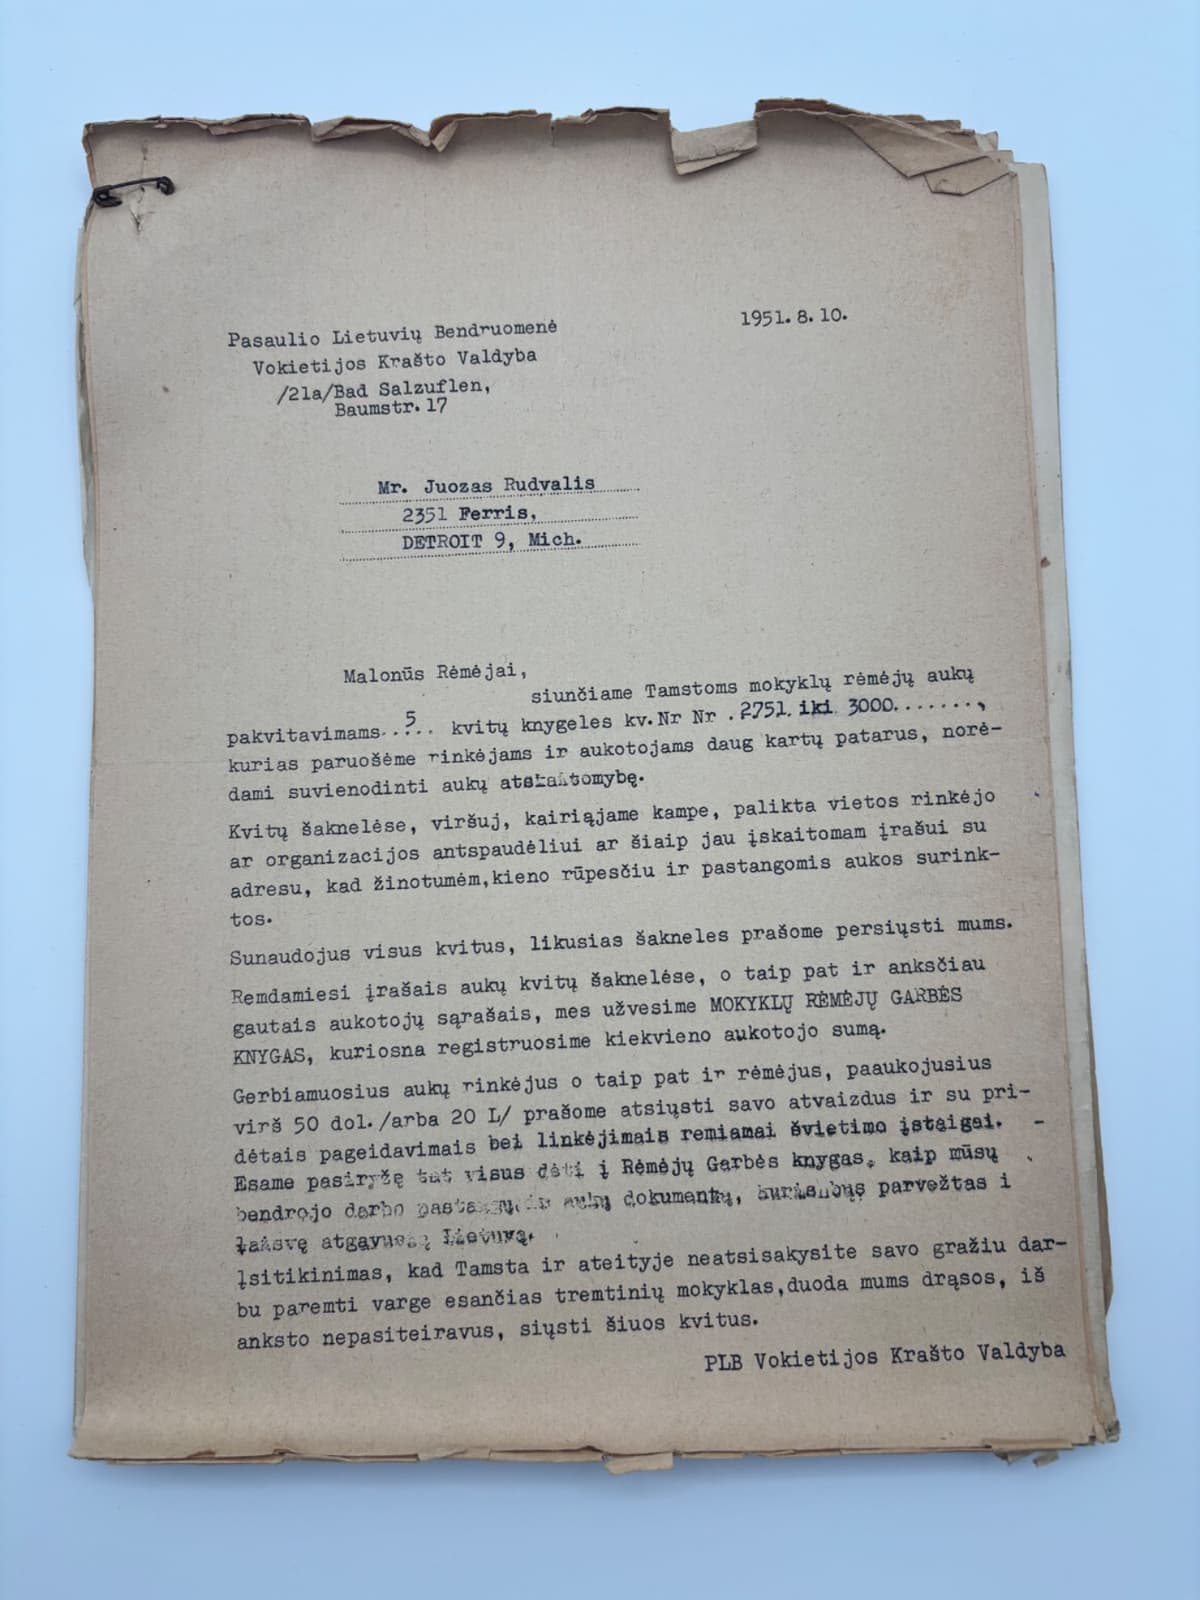 1951.8.10.
Pasaulio Lietuvių Bendruomenė
Vokietijos Krašto Valdyba
/21a/Bad Salzuflen,
Baumstr.17
Mr. Juozas Rudvalis
2351 Ferris,
DETROIT 9, Mich.
Malonūs Rėmėjai,
siunčiame Tamstoms mokyklų rėmėjų aukų
pakvitavimams..5.. kvitų knygeles kv.Nr Nr .2751. iki 3000.......,
kurias paruošėme rinkėjams ir aukotojams daug kartų patarus, norė-
dami suvienodinti aukų atskaitomybę.
Kvitų šaknelėse, viršuj, kairiąjame kampe, palikta vietos rinkėjo
ar organizacijos antspaudėliui ar šiaip jau įskaitomam įrašui su
adresu, kad žinotumėm,kieno rūpesčiu ir pastangomis aukos surink-
tos.
Sunaudojus visus kvitus, likusias šakneles prašome persiųsti mums.
Remdamiesi įrašais aukų kvitų šaknelėse, o taip pat ir anksčiau
gautais aukotojų sąrašais, mes užvesime MOKYKLŲ RĖMĖJŲ GARBĖS
KNYGAS, kuriosna registruosime kiekvieno aukotojo sumą.
Gerbiamuosius aukų rinkėjus o taip pat ir rėmėjus, paaukojusius
virš 50 dol./arba 20 L/ prašome atsiųsti savo atvaizdus ir su pri-
dėtais pageidavimais bei linkėjimais remiamai švietimo įstaigai. -
Esame pasiryžę tat visus dėti į Rėmėjų Garbės knygas, kaip mūsų
bendrojo darbo pastangų ir aukų dokumentą, parvežtas i
laisvę atgavusią Lietuvą.
Įsitikinimas, kad Tamsta ir ateityje neatsisakysite savo gražiu dar-
bu paremti varge esančias tremtinių mokyklas,duoda mums drąsos, iš
anksto nepasiteiravus, siųsti šiuos kvitus.
PLB Vokietijos Krašto Valdyba